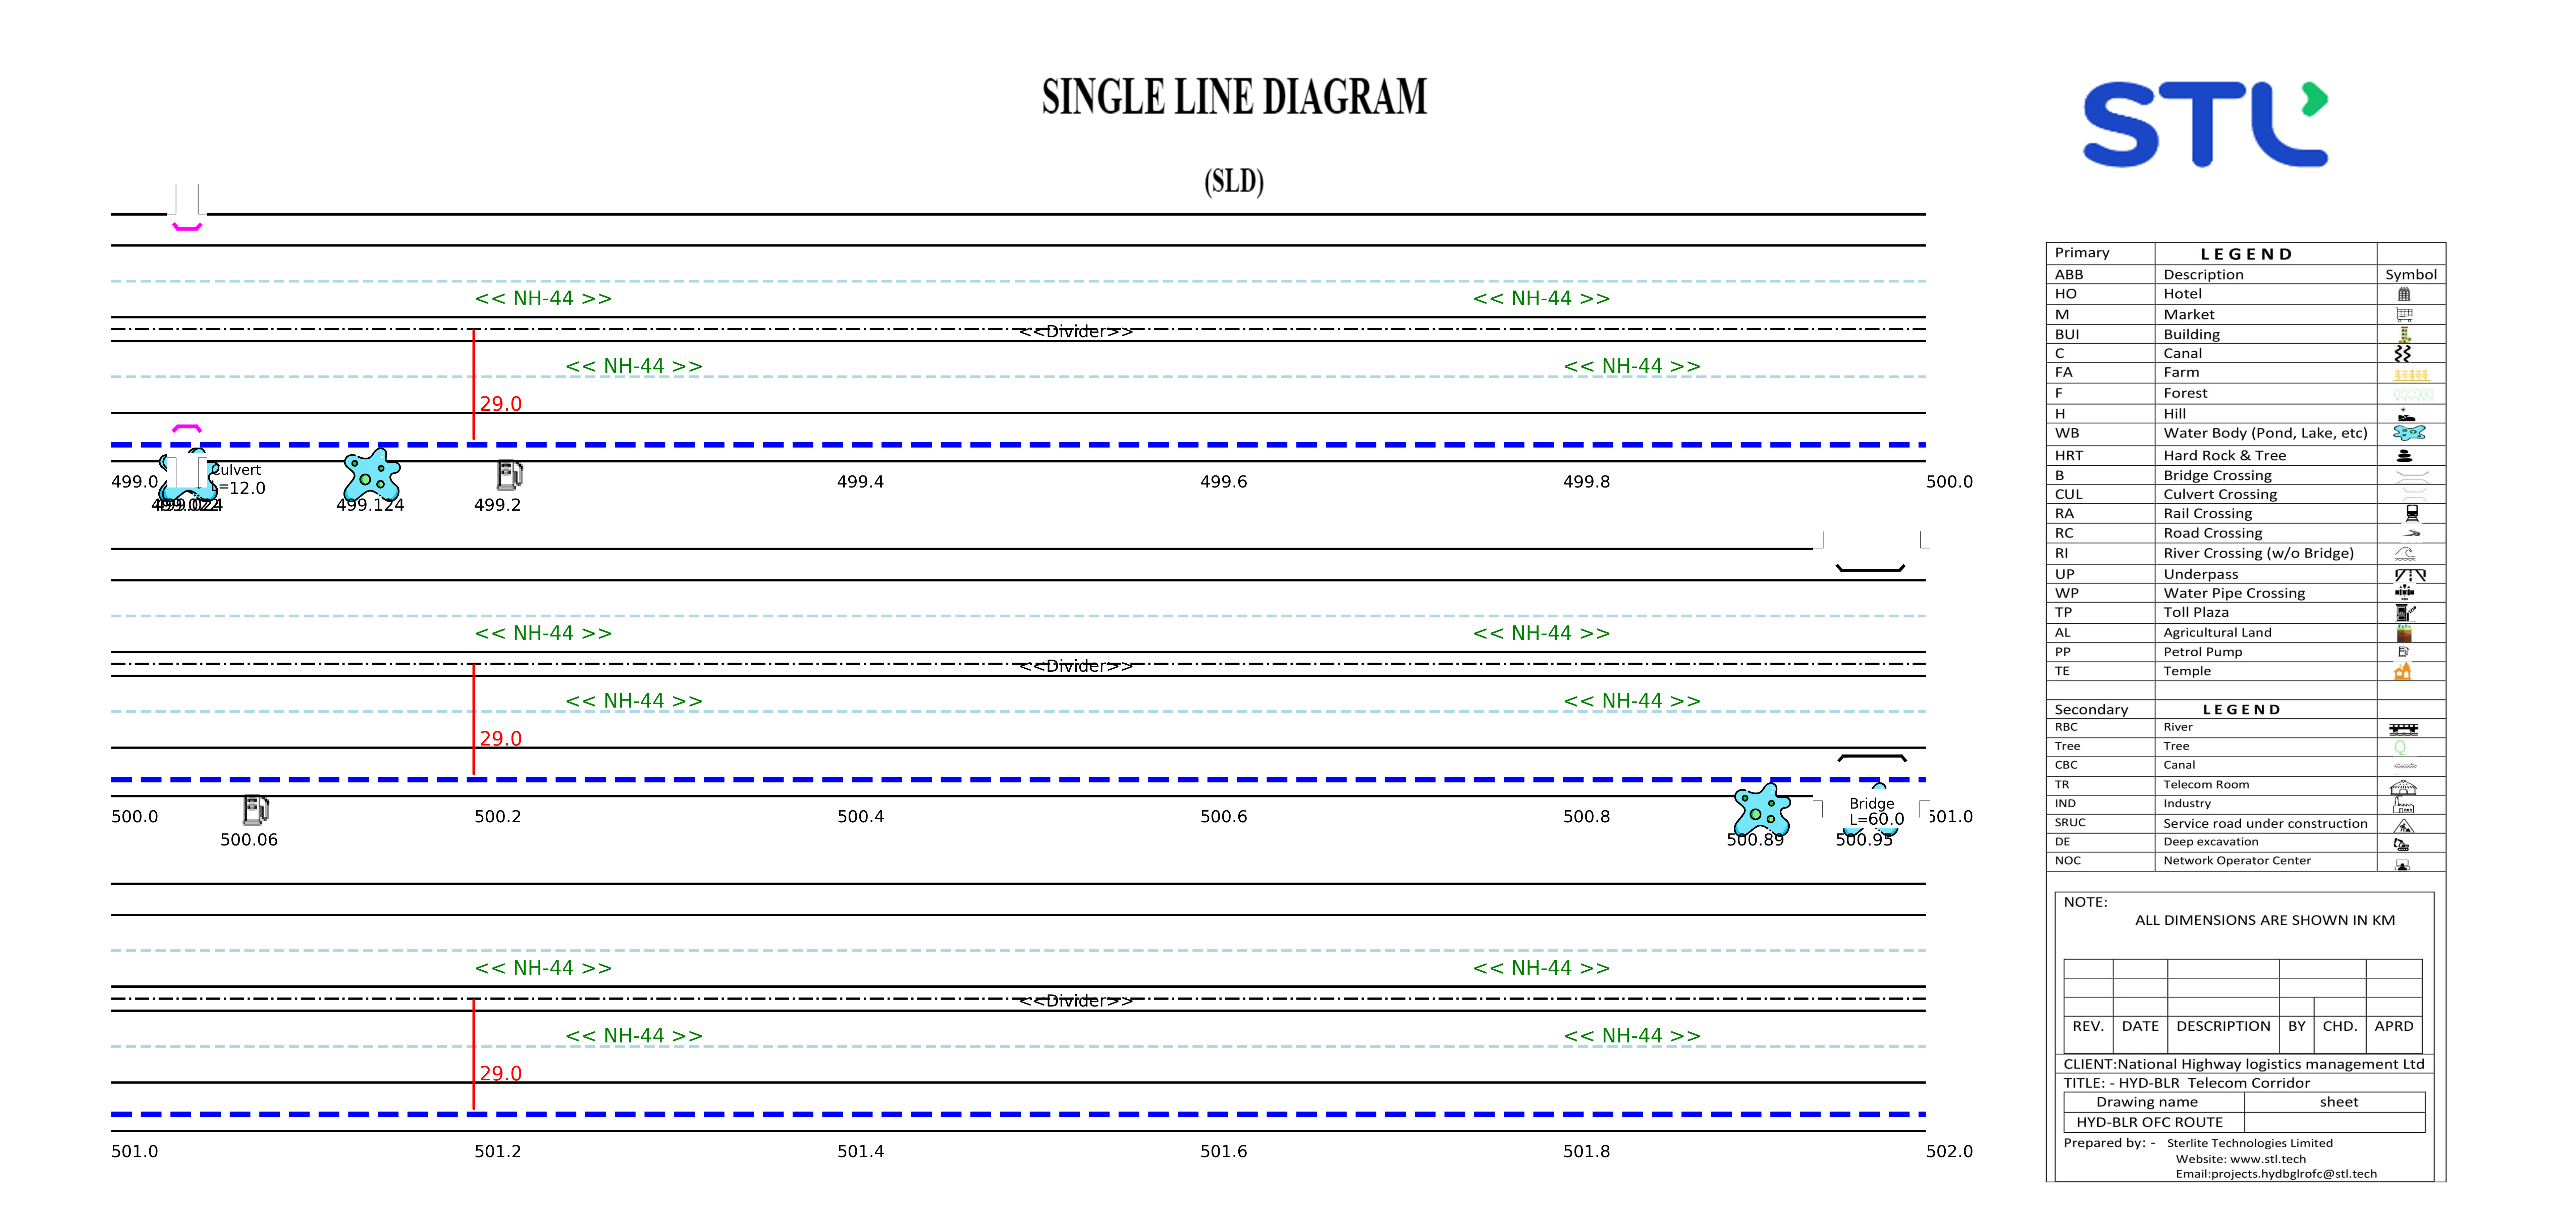 SINGLE LINE DIAGRAM
(SLD)
STL
<< NH-44 >> << NH-44 >>
<<Divider>>
<< NH-44 >> << NH-44 >>
29.0
Culvert
L=12.0
499.0 499.4 499.6 499.8 500.0
499.124 499.2
<< NH-44 >> << NH-44 >>
<<Divider>>
<< NH-44 >> << NH-44 >>
29.0
Bridge
L=60.0
500.0 500.2 500.4 500.6 500.8 501.0
500.06 500.89 500.95
<< NH-44 >> << NH-44 >>
<<Divider>>
<< NH-44 >> << NH-44 >>
29.0
501.0 501.2 501.4 501.6 501.8 502.0
Primary LEGEND
ABB Description Symbol
HO Hotel
M Market
BUI Building
C Canal
FA Farm
F Forest
H Hill
WB Water Body (Pond, Lake, etc)
HRT Hard Rock & Tree
B Bridge Crossing
CUL Culvert Crossing
RA Rail Crossing
RC Road Crossing
RI River Crossing (w/o Bridge)
UP Underpass
WP Water Pipe Crossing
TP Toll Plaza
AL Agricultural Land
PP Petrol Pump
TE Temple
Secondary LEGEND
RBC River
Tree Tree
CBC Canal
TR Telecom Room
IND Industry
SRUC Service road under construction
DE Deep excavation
NOC Network Operator Center
NOTE:
ALL DIMENSIONS ARE SHOWN IN KM
REV. DATE DESCRIPTION BY CHD. APRD
CLIENT:National Highway logistics management Ltd
TITLE: - HYD-BLR Telecom Corridor
Drawing name sheet
HYD-BLR OFC ROUTE
Prepared by: - Sterlite Technologies Limited
Website: www.stl.tech
Email:projects.hydbglrofc@stl.tech